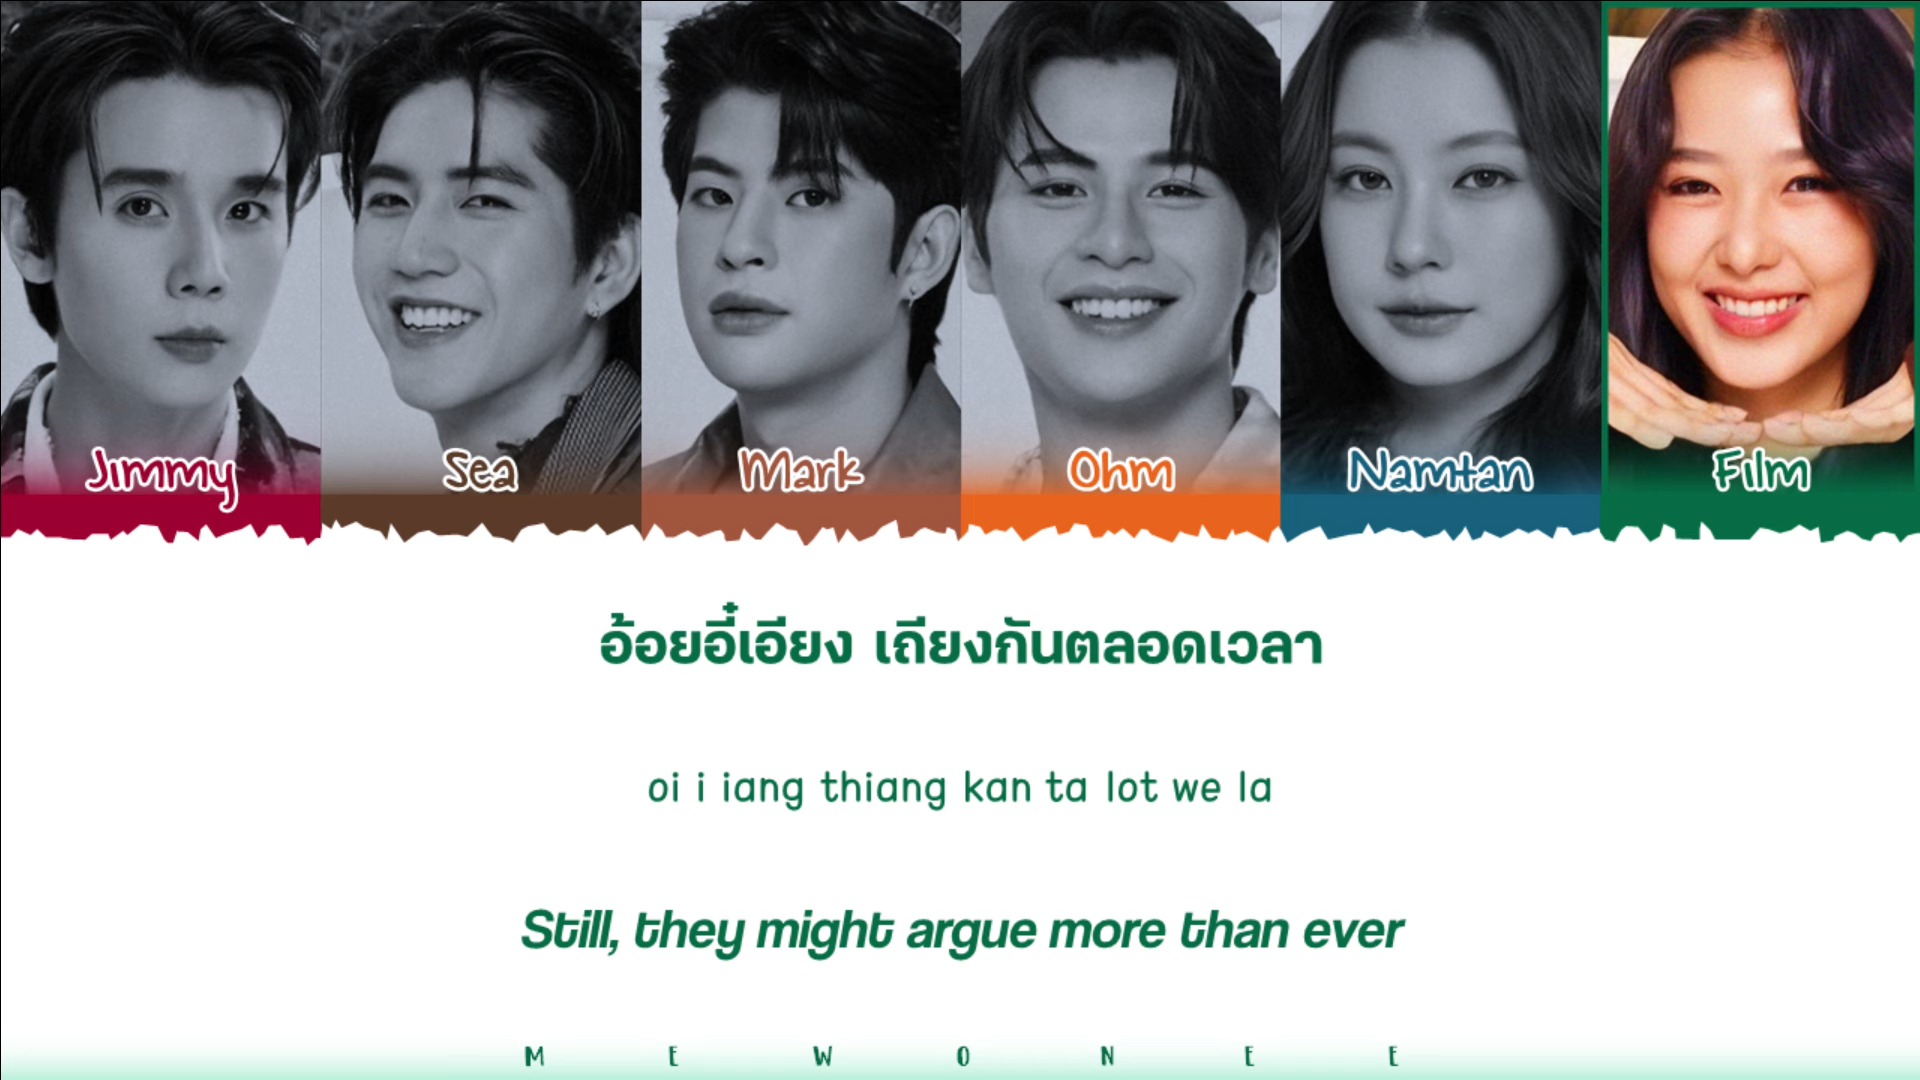 Jimmy Sea Mark Ohm Namtan Film
อ้อยอี๋เอียง เถียงกันตลอดเวลา
oi i iang thiang kan ta lot we la
Still, they might argue more than ever
M E W O N E E